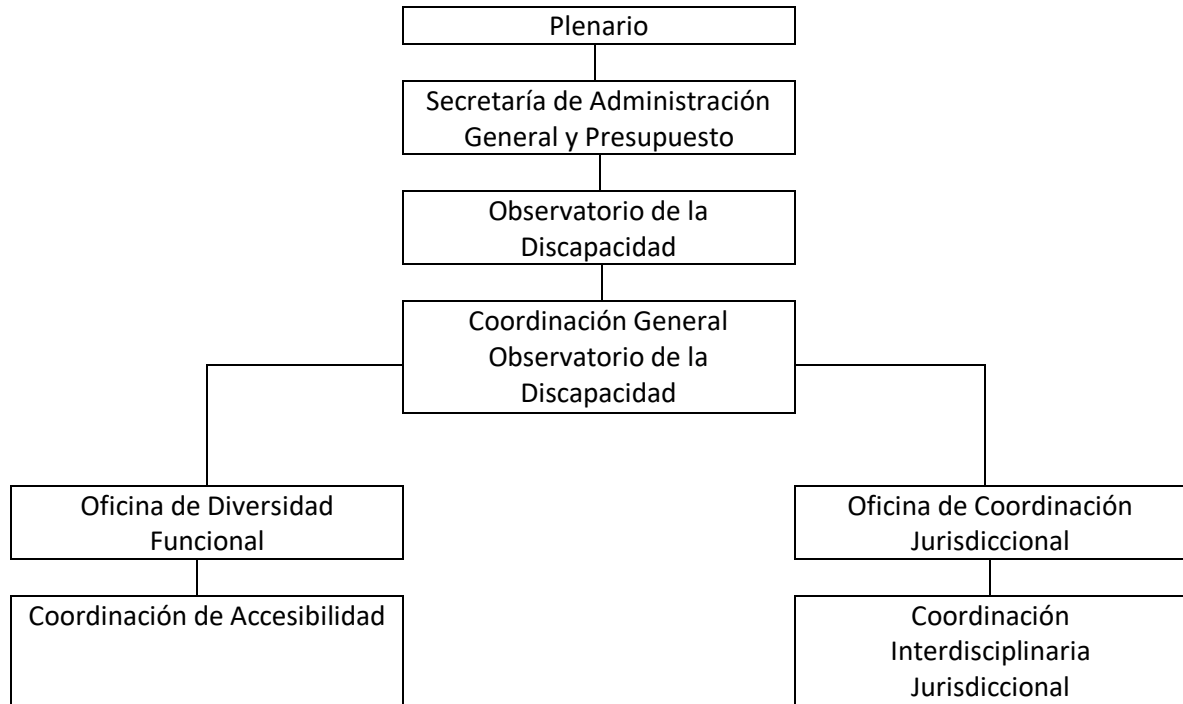 Plenario
Secretaría de Administración
General y Presupuesto
Observatorio de la
Discapacidad
Coordinación General
Observatorio de la
Discapacidad
Oficina de Diversidad
Funcional
Oficina de Coordinación
Jurisdiccional
Coordinación de Accesibilidad
Coordinación
Interdisciplinaria
Jurisdiccional